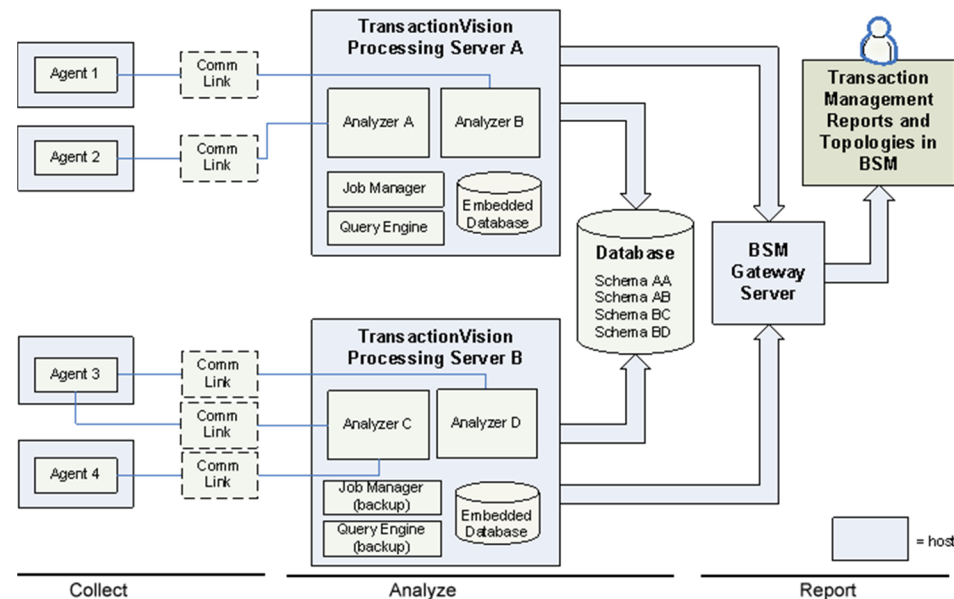 TransactionVision
Processing Server A
Agent 1
Comm
Link
Agent 2
Comm
Link
Analyzer A
Analyzer B
Job Manager
Query Engine
Embedded
Database
Transaction
Management
Reports and
Topologies in
BSM
Database
Schema AA
Schema AB
Schema BC
Schema BD
BSM
Gateway
Server
TransactionVision
Processing Server B
Agent 3
Comm
Link
Comm
Link
Agent 4
Comm
Link
Analyzer C
Analyzer D
Job Manager
(backup)
Query Engine
(backup)
Embedded
Database
= host
Collect
Analyze
Report